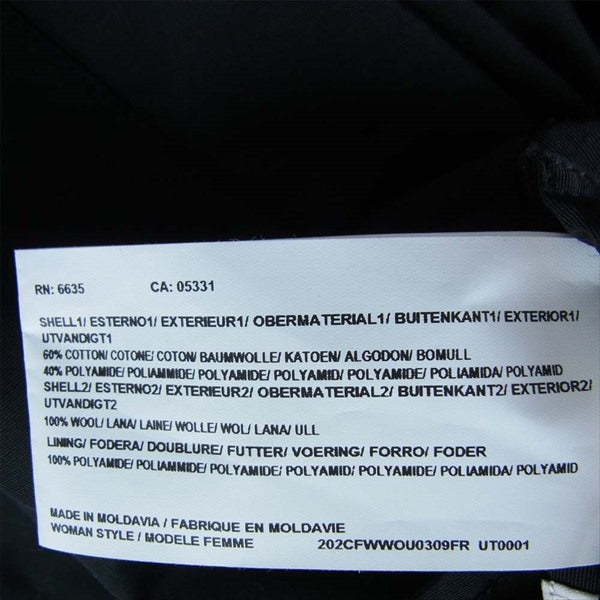 RN: 6635 CA: 05331
SHELL1/ ESTERNO1/ EXTERIEUR1/ OBERMATERIAL1/ BUITENKANT1/ EXTERIOR1/
UTVANDIGT1
60% COTTON/ COTONE/ COTON/ BAUMWOLLE/ KATOEN/ ALGODON/ BOMULL
40% POLYAMIDE/ POLIAMMIDE/ POLYAMIDE/ POLYAMID/ POLYAMIDE/ POLIAMIDA/ POLYAMID
SHELL2/ ESTERNO2/ EXTERIEUR2/ OBERMATERIAL2/ BUITENKANT2/ EXTERIOR2/
UTVANDIGT2
100% WOOL/ LANA/ LAINE/ WOLLE/ WOL/ LANA/ ULL
LINING/ FODERA/ DOUBLURE/ FUTTER/ VOERING/ FORRO/ FODER
100% POLYAMIDE/ POLIAMMIDE/ POLYAMIDE/ POLYAMID/ POLYAMIDE/ POLIAMIDA/ POLYAMID
MADE IN MOLDAVIA / FABRIQUE EN MOLDAVIE
WOMAN STYLE / MODELE FEMME 202CFWWOU0309FR UT0001